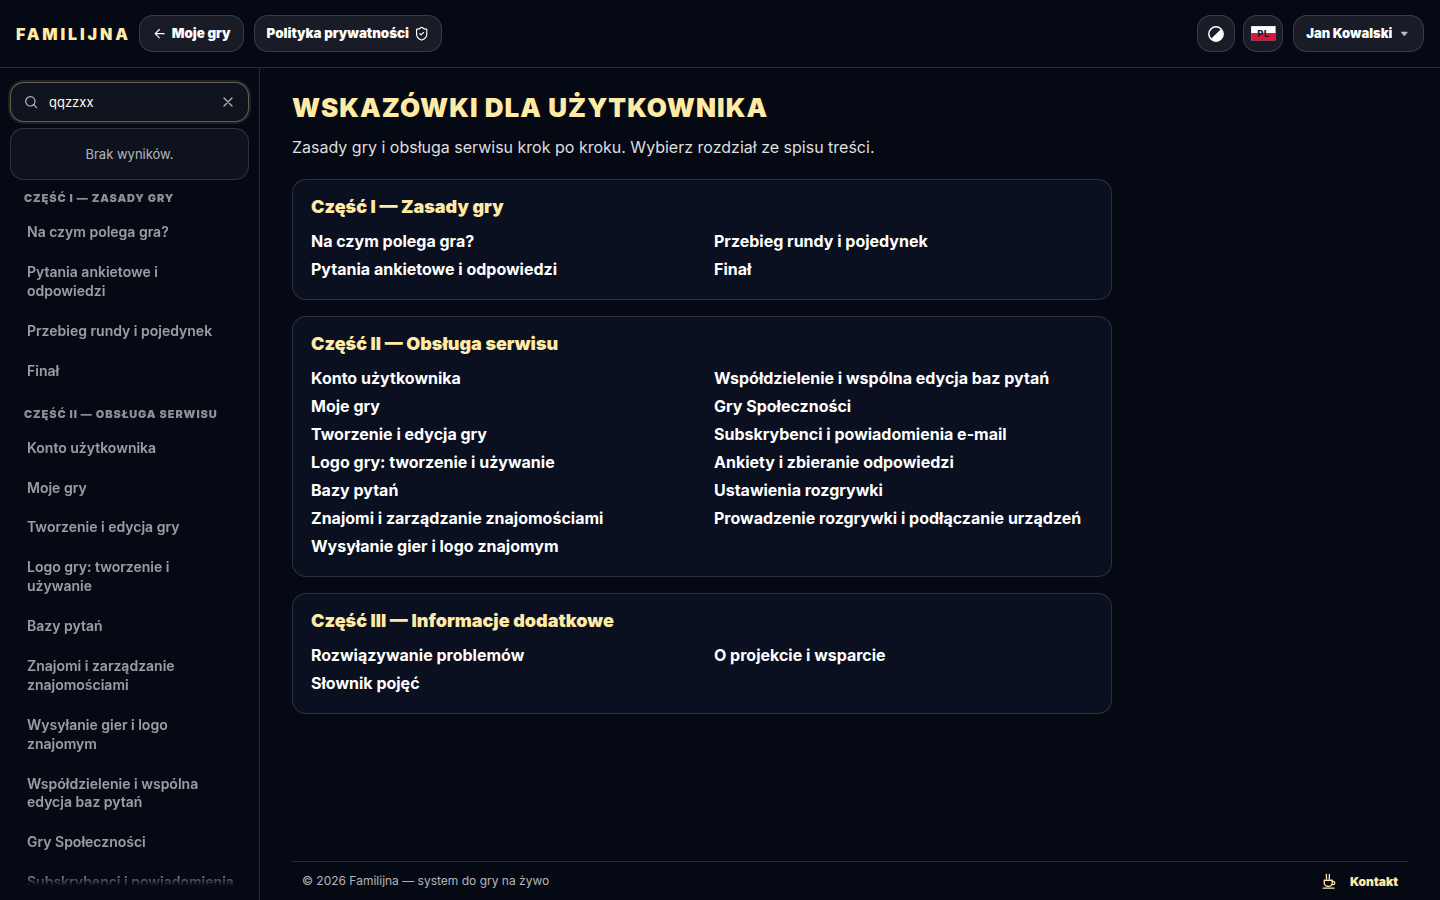 FAMILIJNA
Moje gry
Polityka prywatności
PL
Jan Kowalski
qqzzxx
Brak wyników.
CZĘŚĆ I — ZASADY GRY
Na czym polega gra?
Pytania ankietowe i
odpowiedzi
Przebieg rundy i pojedynek
Finał
CZĘŚĆ II — OBSŁUGA SERWISU
Konto użytkownika
Moje gry
Tworzenie i edycja gry
Logo gry: tworzenie i
używanie
Bazy pytań
Znajomi i zarządzanie
znajomościami
Wysyłanie gier i logo
znajomym
Współdzielenie i wspólna
edycja baz pytań
Gry Społeczności
Subskrybenci i powiadomienia
WSKAZÓWKI DLA UŻYTKOWNIKA
Zasady gry i obsługa serwisu krok po kroku. Wybierz rozdział ze spisu treści.
Część I — Zasady gry
Na czym polega gra?
Pytania ankietowe i odpowiedzi
Przebieg rundy i pojedynek
Finał
Część II — Obsługa serwisu
Konto użytkownika
Moje gry
Tworzenie i edycja gry
Logo gry: tworzenie i używanie
Bazy pytań
Znajomi i zarządzanie znajomościami
Wysyłanie gier i logo znajomym
Współdzielenie i wspólna edycja baz pytań
Gry Społeczności
Subskrybenci i powiadomienia e-mail
Ankiety i zbieranie odpowiedzi
Ustawienia rozgrywki
Prowadzenie rozgrywki i podłączanie urządzeń
Część III — Informacje dodatkowe
Rozwiązywanie problemów
Słownik pojęć
O projekcie i wsparcie
© 2026 Familijna — system do gry na żywo
Kontakt